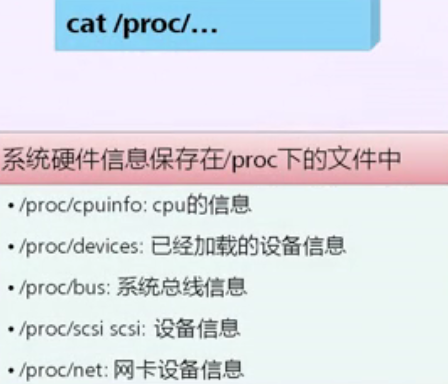 cat /proc/...
系统硬件信息保存在/proc下的文件中
• /proc/cpuinfo: cpu的信息
• /proc/devices: 已经加载的设备信息
• /proc/bus: 系统总线信息
• /proc/scsi scsi: 设备信息
• /proc/net: 网卡设备信息